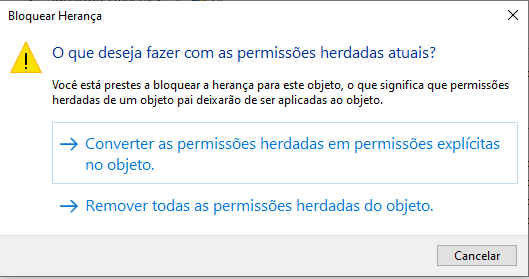 Bloquear Herança
O que deseja fazer com as permissões herdadas atuais?
Você está prestes a bloquear a herança para este objeto, o que significa que permissões
herdadas de um objeto pai deixarão de ser aplicadas ao objeto.
Converter as permissões herdadas em permissões explícitas
no objeto.
Remover todas as permissões herdadas do objeto.
Cancelar